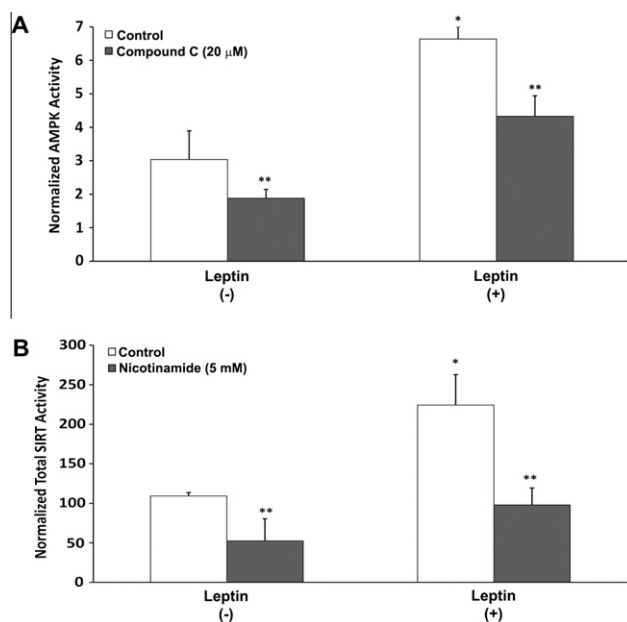 A
Control
Compound C (20 μM)
Normalized AMPK Activity
7
6
5
4
3
2
1
0
*
**
**
Leptin
(-)
Leptin
(+)
B
Control
Nicotinamide (5 mM)
Normalized Total SIRT Activity
300
250
200
150
100
50
0
*
**
**
Leptin
(-)
Leptin
(+)